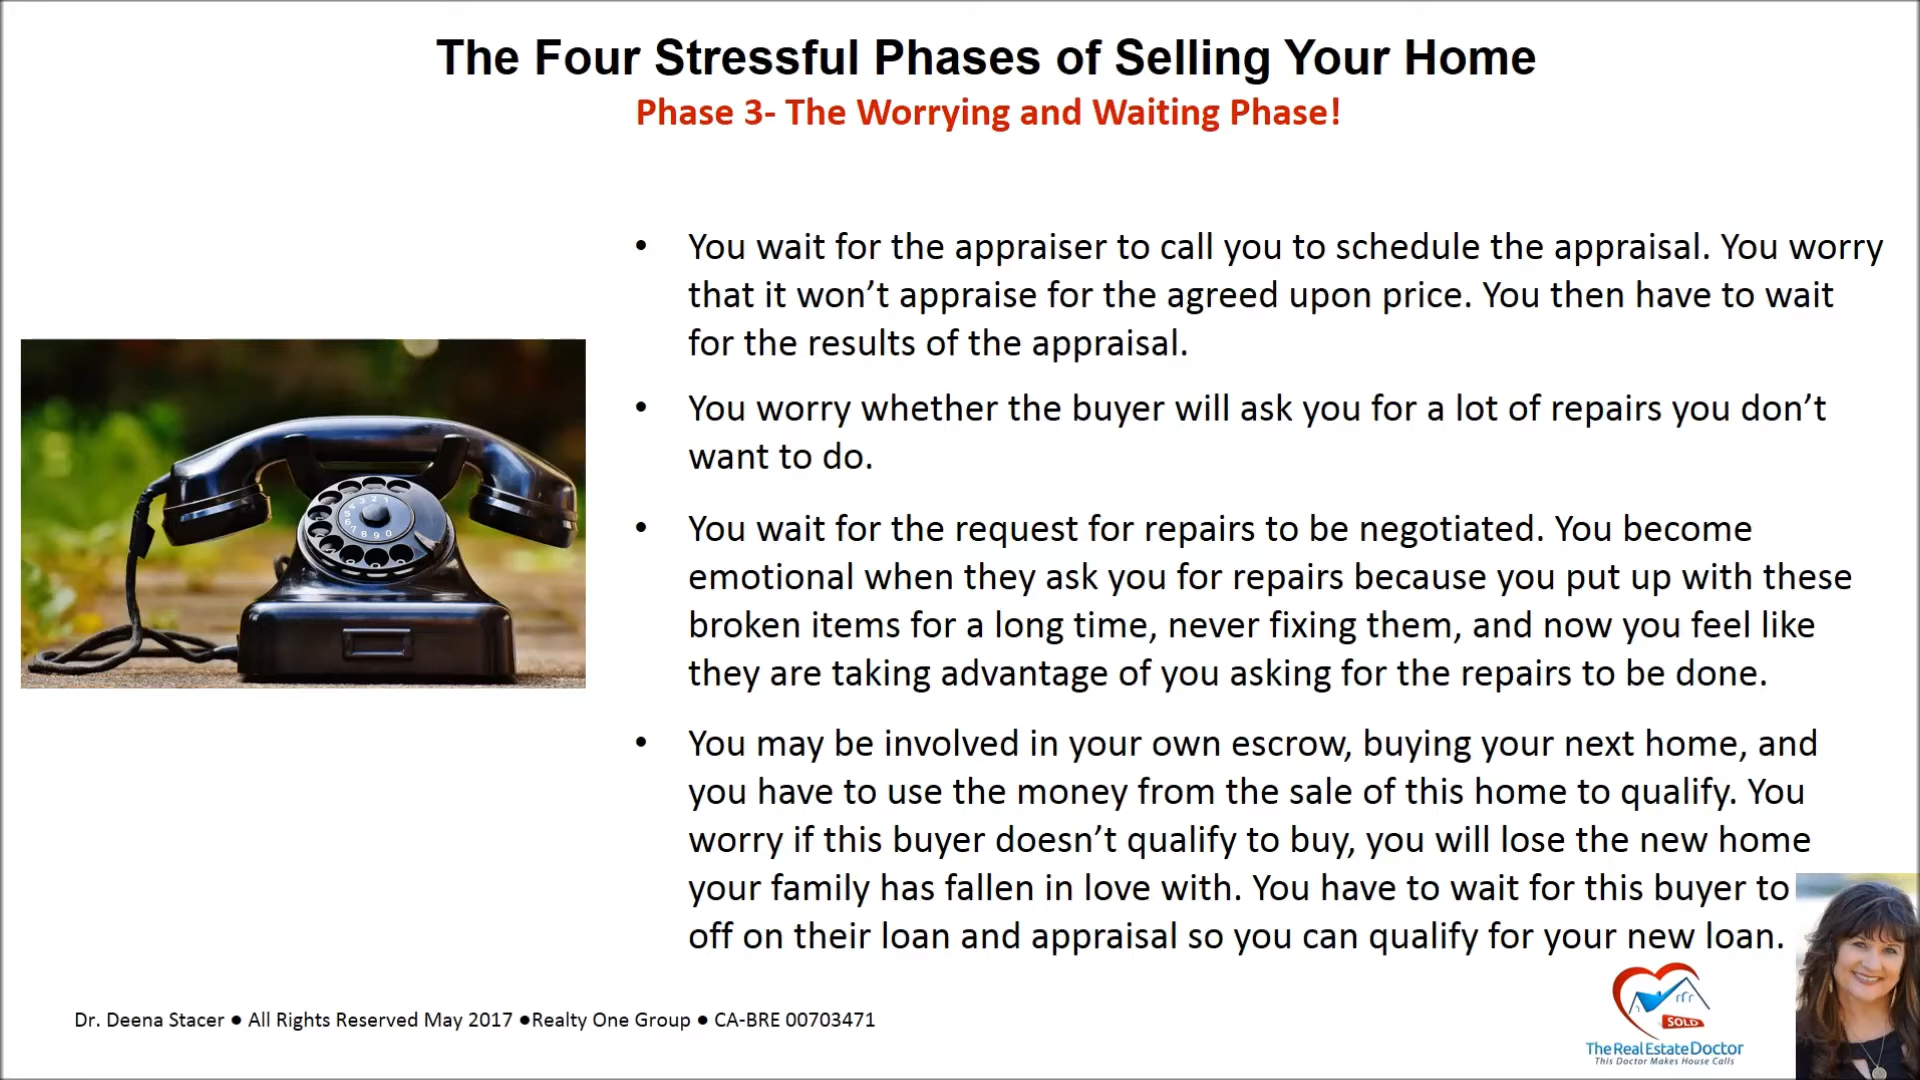 The Four Stressful Phases of Selling Your Home
Phase 3- The Worrying and Waiting Phase!
• You wait for the appraiser to call you to schedule the appraisal. You worry
that it won’t appraise for the agreed upon price. You then have to wait
for the results of the appraisal.
• You worry whether the buyer will ask you for a lot of repairs you don’t
want to do.
• You wait for the request for repairs to be negotiated. You become
emotional when they ask you for repairs because you put up with these
broken items for a long time, never fixing them, and now you feel like
they are taking advantage of you asking for the repairs to be done.
• You may be involved in your own escrow, buying your next home, and
you have to use the money from the sale of this home to qualify. You
worry if this buyer doesn’t qualify to buy, you will lose the new home
your family has fallen in love with. You have to wait for this buyer to
off on their loan and appraisal so you can qualify for your new loan.
SOLD
TheRealEstateDoctor
This Doctor Makes House Calls
Dr. Deena Stacer ● All Rights Reserved May 2017 ●Realty One Group ● CA-BRE 00703471